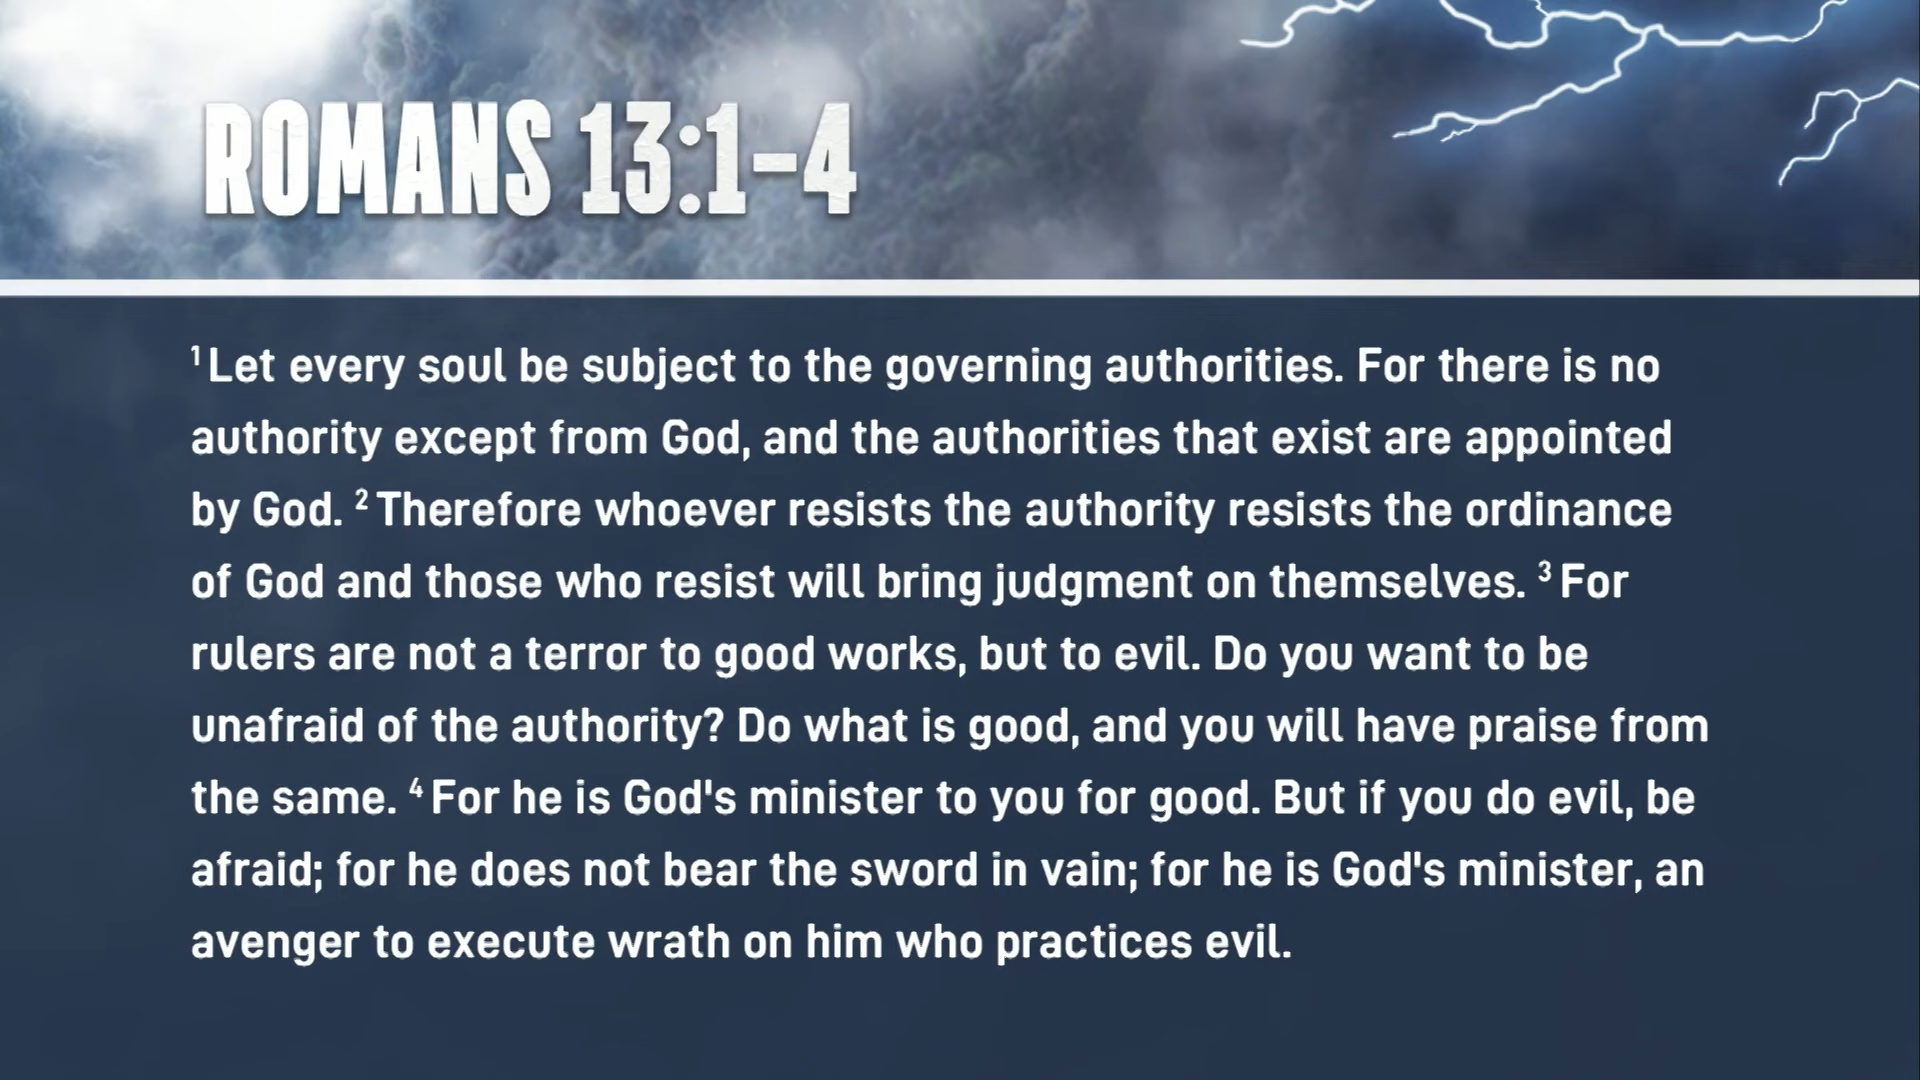 ROMANS 13:1-4
1 Let every soul be subject to the governing authorities. For there is no
authority except from God, and the authorities that exist are appointed
by God. 2 Therefore whoever resists the authority resists the ordinance
of God and those who resist will bring judgment on themselves. 3 For
rulers are not a terror to good works, but to evil. Do you want to be
unafraid of the authority? Do what is good, and you will have praise from
the same. 4 For he is God's minister to you for good. But if you do evil, be
afraid; for he does not bear the sword in vain; for he is God's minister, an
avenger to execute wrath on him who practices evil.